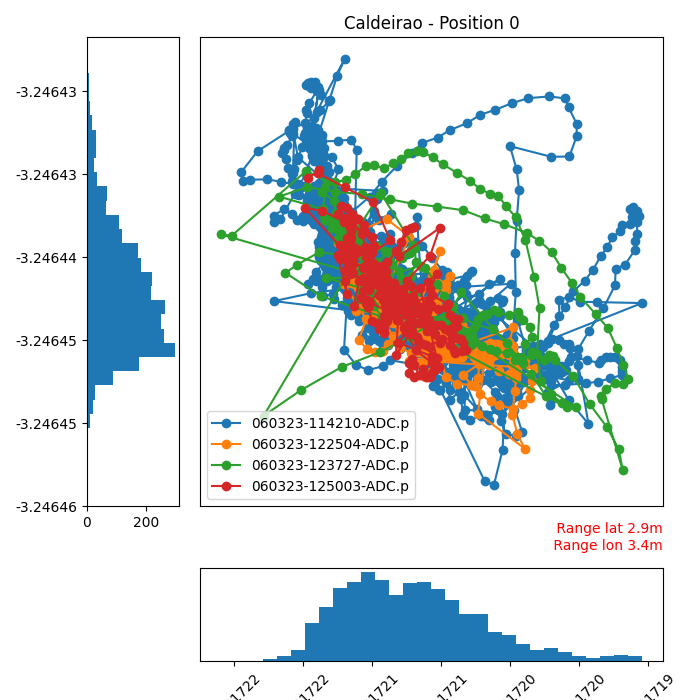 Caldeirao - Position 0
-3.24643
-3.24643
-3.24644
-3.24645
-3.24645
-3.24646
0
200
060323-114210-ADC.p
060323-122504-ADC.p
060323-123727-ADC.p
060323-125003-ADC.p
Range lat 2.9m
Range lon 3.4m